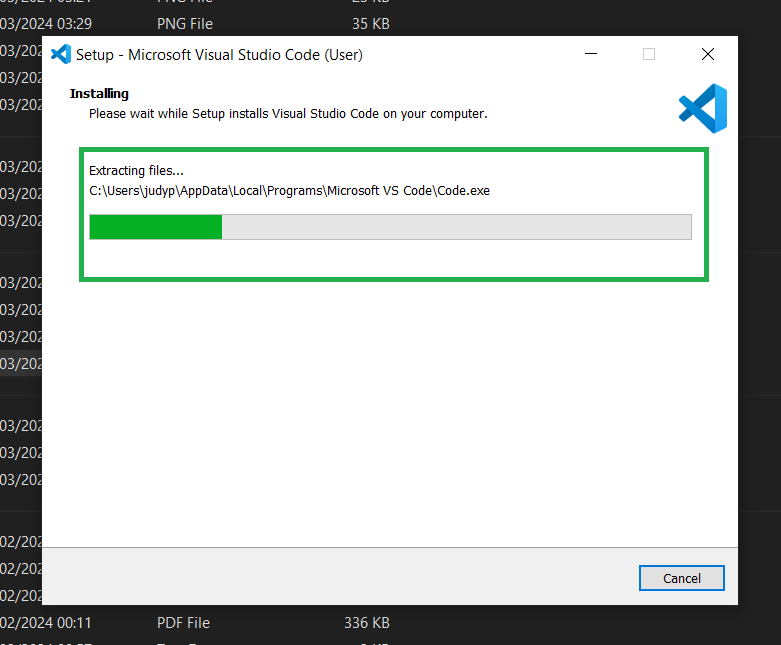 03/2024 03:29 PNG File 35 KB
03/202
Setup - Microsoft Visual Studio Code (User)
03/202
Installing
03/202
Please wait while Setup installs Visual Studio Code on your computer.
03/202
Extracting files...
03/202
C:\Users\judyp\AppData\Local\Programs\Microsoft VS Code\Code.exe
03/202
03/202
03/202
03/202
03/202
03/202
03/202
03/202
02/202
02/202
Cancel
02/202
02/2024 00:11 PDF File 336 KB